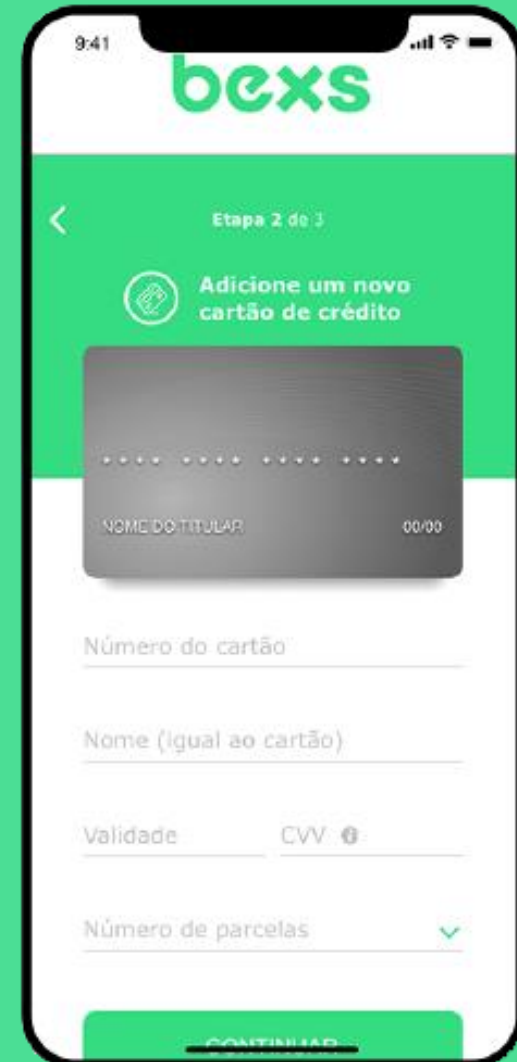 9:41
bexs
Etapa 2 de 3
Adicione um novo
cartão de crédito
**** **** **** ****
NOME DO TITULAR 00/00
Número do cartão
Nome (igual ao cartão)
Validade CVV
Número de parcelas
CONTINUAR